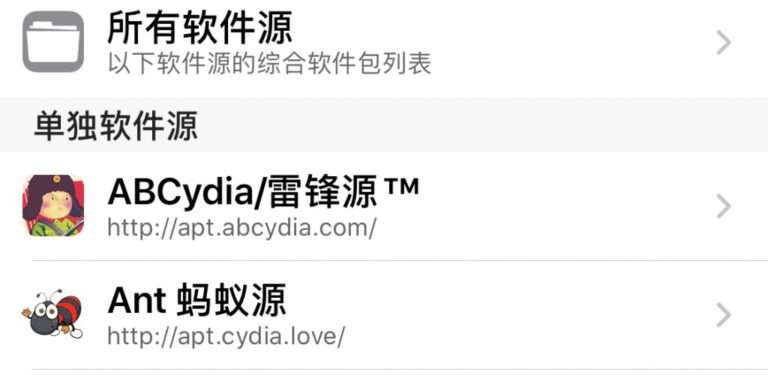 所有软件源
以下软件源的综合软件包列表
单独软件源
ABCydia/雷锋源™
http://apt.abcydia.com/
Ant 蚂蚁源
http://apt.cydia.love/